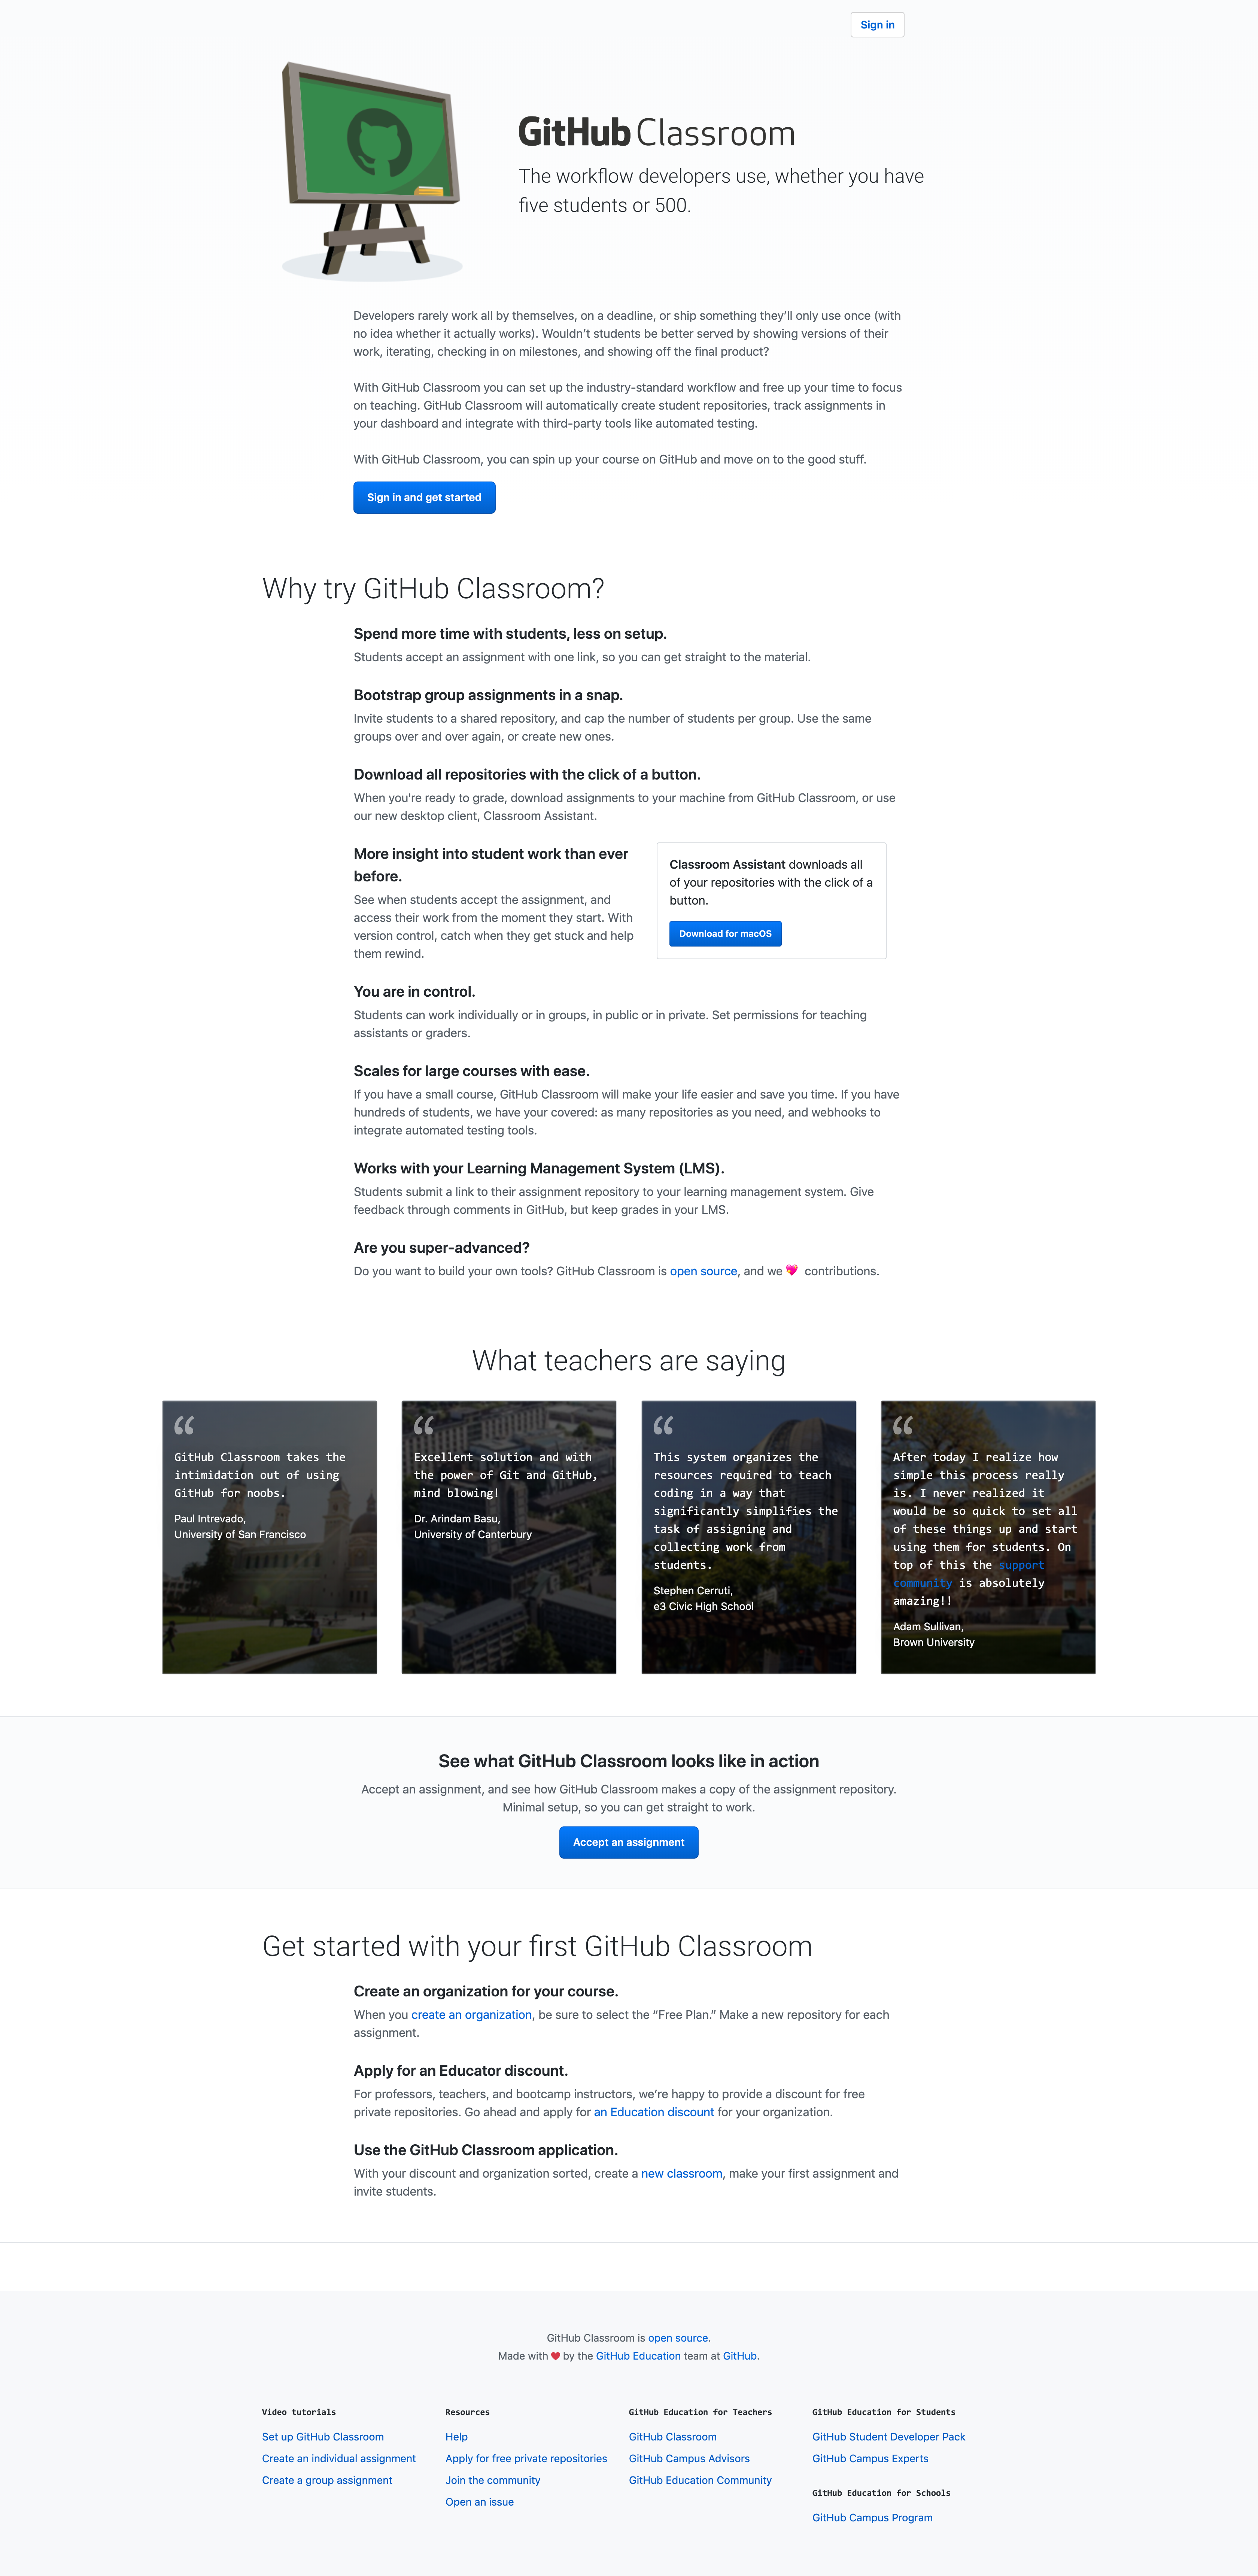 Sign in
GitHub Classroom
The workflow developers use, whether you have
five students or 500.
Developers rarely work all by themselves, on a deadline, or ship something they’ll only use once (with
no idea whether it actually works). Wouldn’t students be better served by showing versions of their
work, iterating, checking in on milestones, and showing off the final product?
With GitHub Classroom you can set up the industry-standard workflow and free up your time to focus
on teaching. GitHub Classroom will automatically create student repositories, track assignments in
your dashboard and integrate with third-party tools like automated testing.
With GitHub Classroom, you can spin up your course on GitHub and move on to the good stuff.
Sign in and get started
Why try GitHub Classroom?
Spend more time with students, less on setup.
Students accept an assignment with one link, so you can get straight to the material.
Bootstrap group assignments in a snap.
Invite students to a shared repository, and cap the number of students per group. Use the same
groups over and over again, or create new ones.
Download all repositories with the click of a button.
When you're ready to grade, download assignments to your machine from GitHub Classroom, or use
our new desktop client, Classroom Assistant.
More insight into student work than ever
before.
See when students accept the assignment, and
access their work from the moment they start. With
version control, catch when they get stuck and help
them rewind.
Classroom Assistant downloads all
of your repositories with the click of a
button.
Download for macOS
You are in control.
Students can work individually or in groups, in public or in private. Set permissions for teaching
assistants or graders.
Scales for large courses with ease.
If you have a small course, GitHub Classroom will make your life easier and save you time. If you have
hundreds of students, we have your covered: as many repositories as you need, and webhooks to
integrate automated testing tools.
Works with your Learning Management System (LMS).
Students submit a link to their assignment repository to your learning management system. Give
feedback through comments in GitHub, but keep grades in your LMS.
Are you super-advanced?
Do you want to build your own tools? GitHub Classroom is open source, and we 💖 contributions.
What teachers are saying
“
GitHub Classroom takes the
intimidation out of using
GitHub for noobs.
Paul Intrevado,
University of San Francisco
“
Excellent solution and with
the power of Git and GitHub,
mind blowing!
Dr. Arindam Basu,
University of Canterbury
“
This system organizes the
resources required to teach
coding in a way that
significantly simplifies the
task of assigning and
collecting work from
students.
Stephen Cerruti,
e3 Civic High School
“
After today I realize how
simple this process really
is. I never realized it
would be so quick to set all
of these things up and start
using them for students. On
top of this the support
community is absolutely
amazing!!
Adam Sullivan,
Brown University
See what GitHub Classroom looks like in action
Accept an assignment, and see how GitHub Classroom makes a copy of the assignment repository.
Minimal setup, so you can get straight to work.
Accept an assignment
Get started with your first GitHub Classroom
Create an organization for your course.
When you create an organization, be sure to select the “Free Plan.” Make a new repository for each
assignment.
Apply for an Educator discount.
For professors, teachers, and bootcamp instructors, we’re happy to provide a discount for free
private repositories. Go ahead and apply for an Education discount for your organization.
Use the GitHub Classroom application.
With your discount and organization sorted, create a new classroom, make your first assignment and
invite students.
GitHub Classroom is open source.
Made with ❤ by the GitHub Education team at GitHub.
Video tutorials
Set up GitHub Classroom
Create an individual assignment
Create a group assignment
Resources
Help
Apply for free private repositories
Join the community
Open an issue
GitHub Education for Teachers
GitHub Classroom
GitHub Campus Advisors
GitHub Education Community
GitHub Education for Students
GitHub Student Developer Pack
GitHub Campus Experts
GitHub Education for Schools
GitHub Campus Program